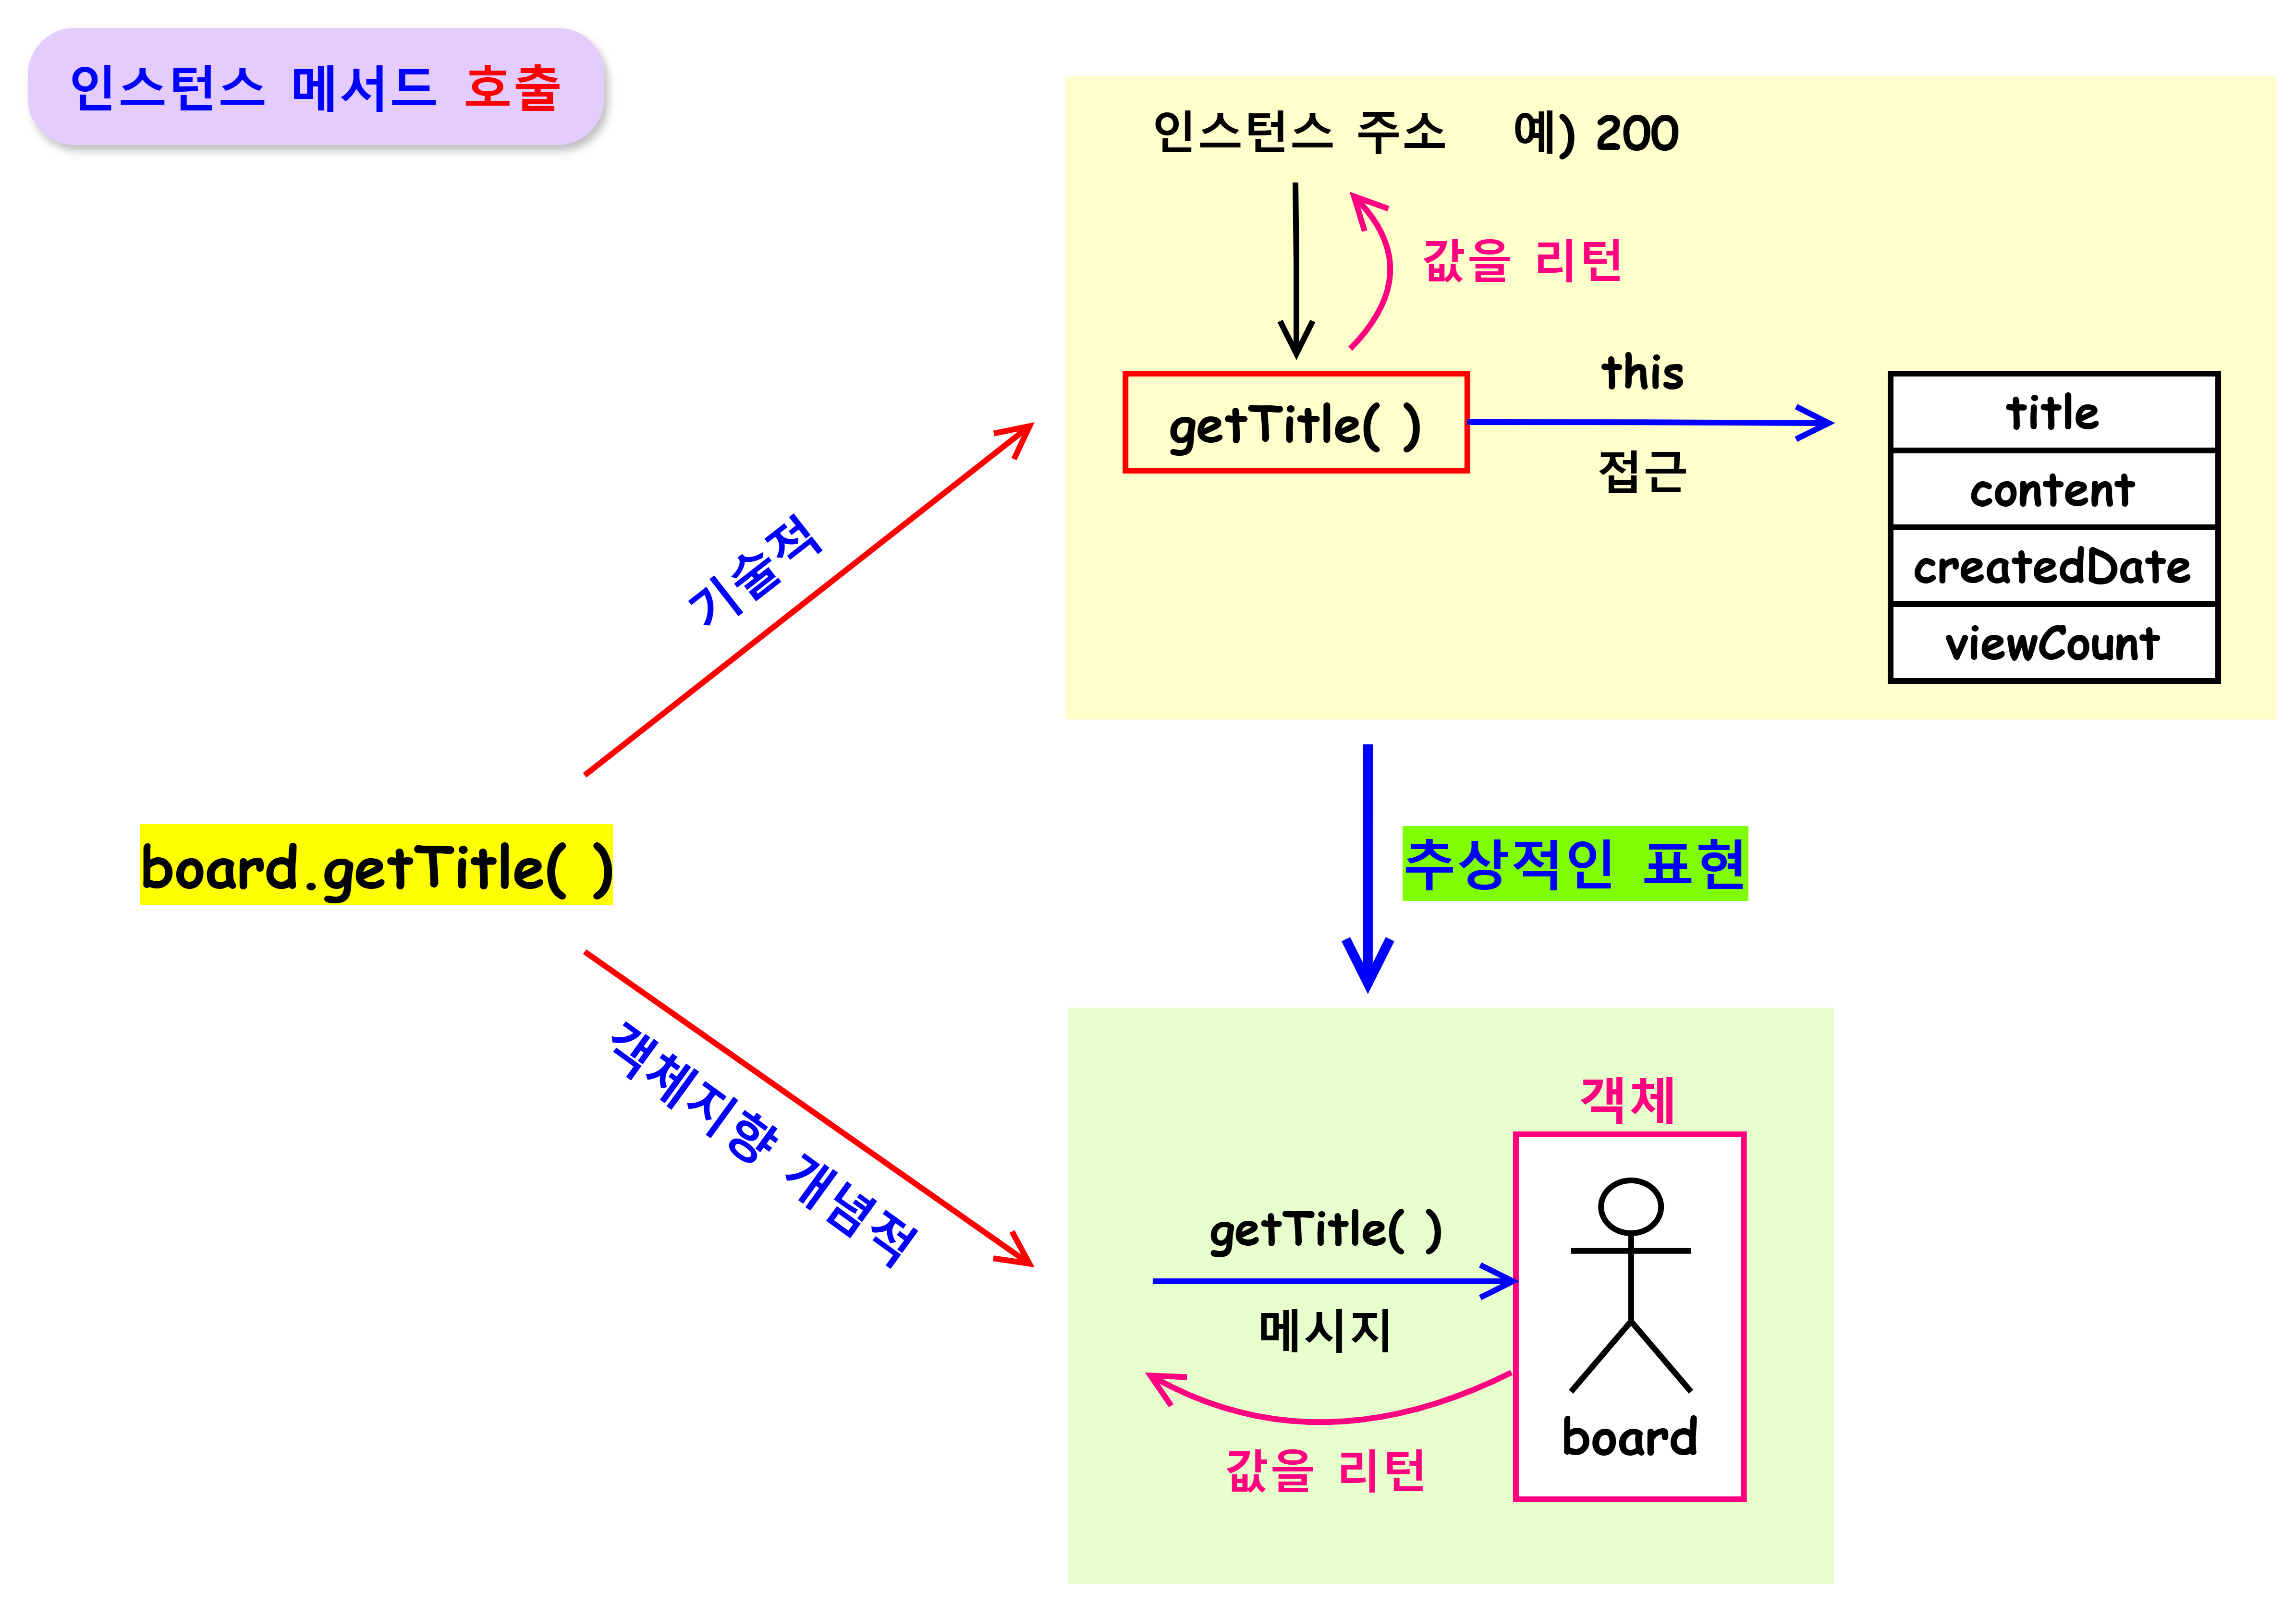 인스턴스 메서드 호출
인스턴스 주소 예) 200
값을 리턴
getTitle( )
this
접근
title
content
createdDate
viewCount
기술적
board.getTitle( )
추상적인 표현
객체지향 개념적
객체
getTitle( )
메시지
board
값을 리턴